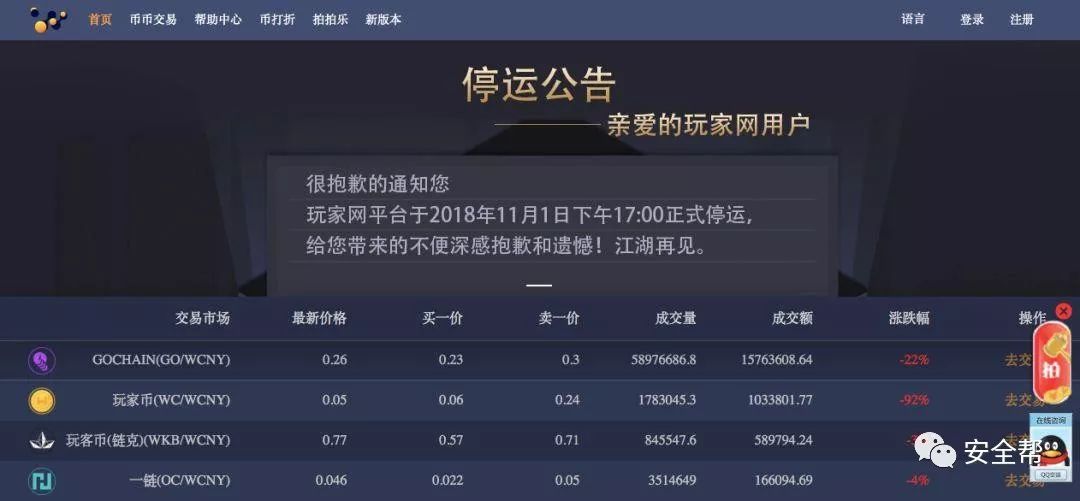 首页 币币交易 帮助中心 币打折 拍拍乐 新版本 语言 登录 注册
停运公告
亲爱的玩家网用户
很抱歉的通知您
玩家网平台于2018年11月1日下午17:00正式停运，
给您带来的不便深感抱歉和遗憾！江湖再见。
交易市场 最新价格 买一价 卖一价 成交量 成交额 涨跌幅 操作
GOCHAIN(GO/WCNY) 0.26 0.23 0.3 58976686.8 15763608.64 -22% 去交
拍
玩家币(WC/WCNY) 0.05 0.06 0.24 1783045.3 1033801.77 -92% 去交易
在线咨询
玩客币(链克)(WKB/WCNY) 0.77 0.57 0.71 845547.6 589794.24
安全帮
QQ交谈
一链(OC/WCNY) 0.046 0.022 0.05 3514649 166094.69 -4% 去交易